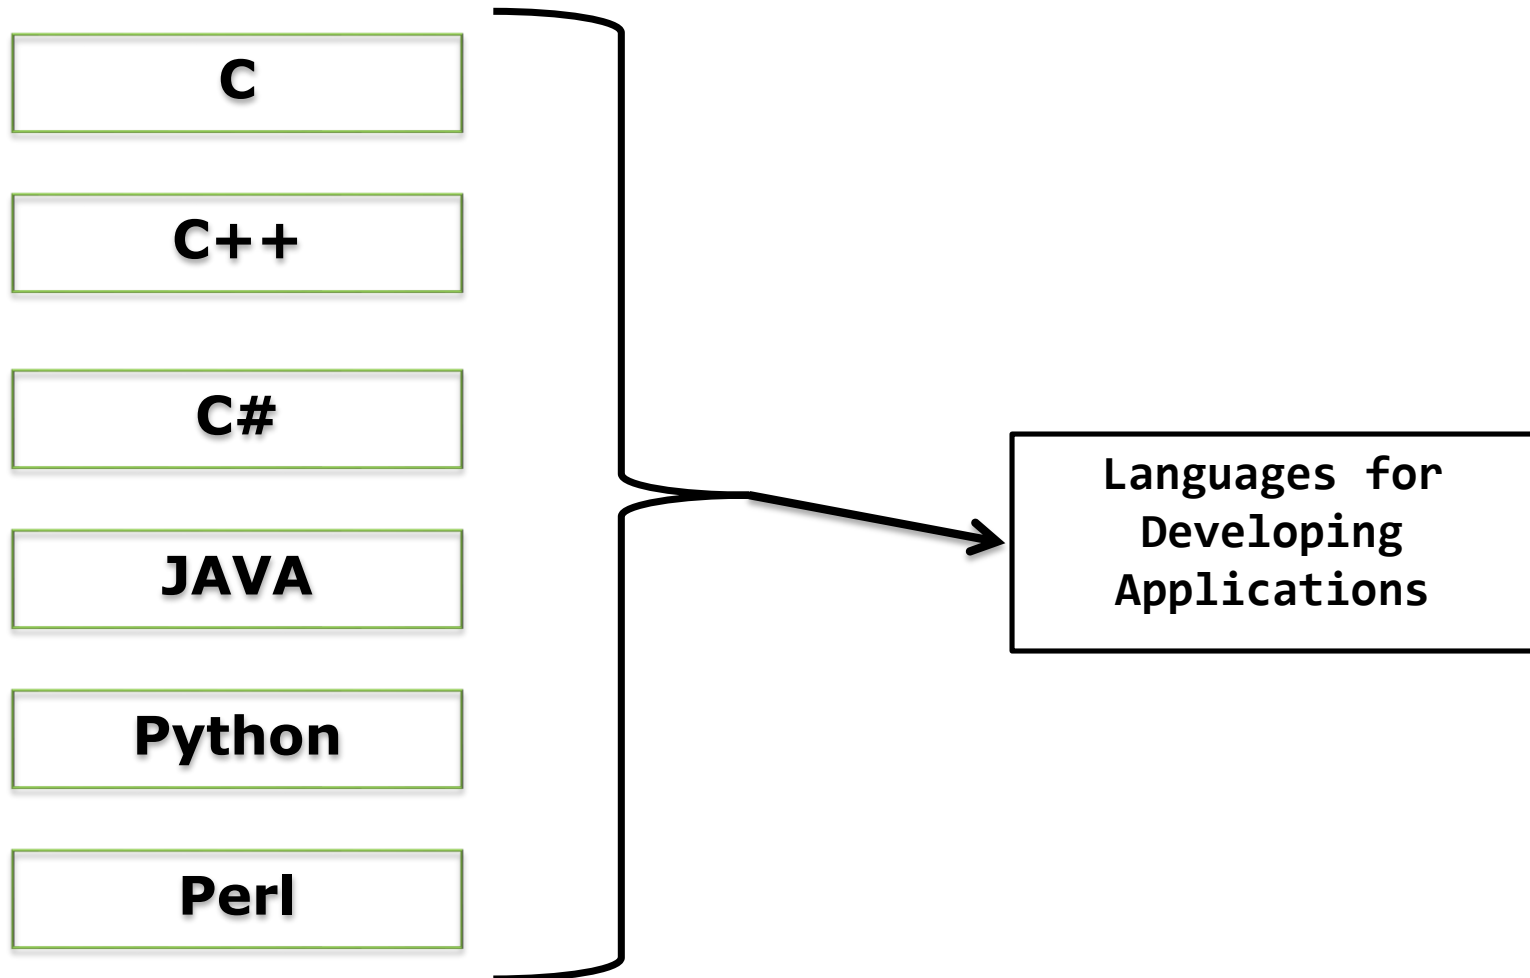 C
C++
C#
JAVA
Python
Perl
Languages for
Developing
Applications